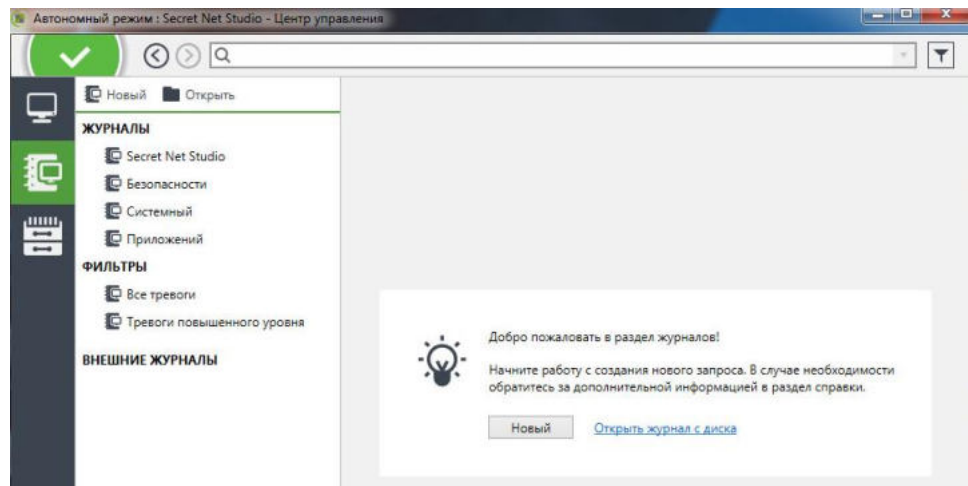 Автономный режим : Secret Net Studio - Центр управления
Новый Открыть
ЖУРНАЛЫ
Secret Net Studio
Безопасности
Системный
Приложений
ФИЛЬТРЫ
Все тревоги
Тревоги повышенного уровня
ВНЕШНИЕ ЖУРНАЛЫ
Добро пожаловать в раздел журналов!
Начните работу с создания нового запроса. В случае необходимости
обратитесь за дополнительной информацией в раздел справки.
Новый Открыть журнал с диска